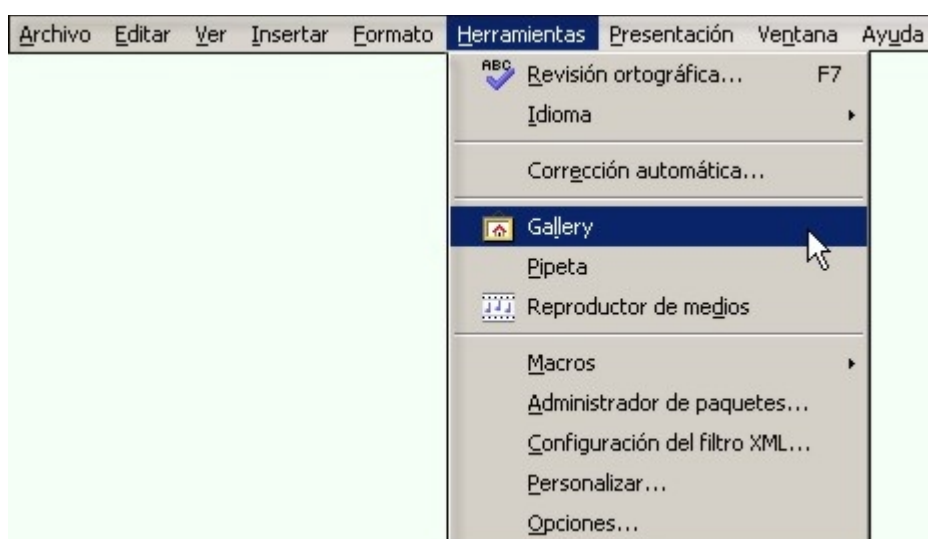 Archivo Editar Ver Insertar Formato Herramientas Presentación Ventana Ayuda
ABC Revisión ortográfica... F7
Idioma
Corrección automática...
Gallery
Pipeta
Reproductor de medios
Macros
Administrador de paquetes...
Configuración del filtro XML...
Personalizar...
Opciones...